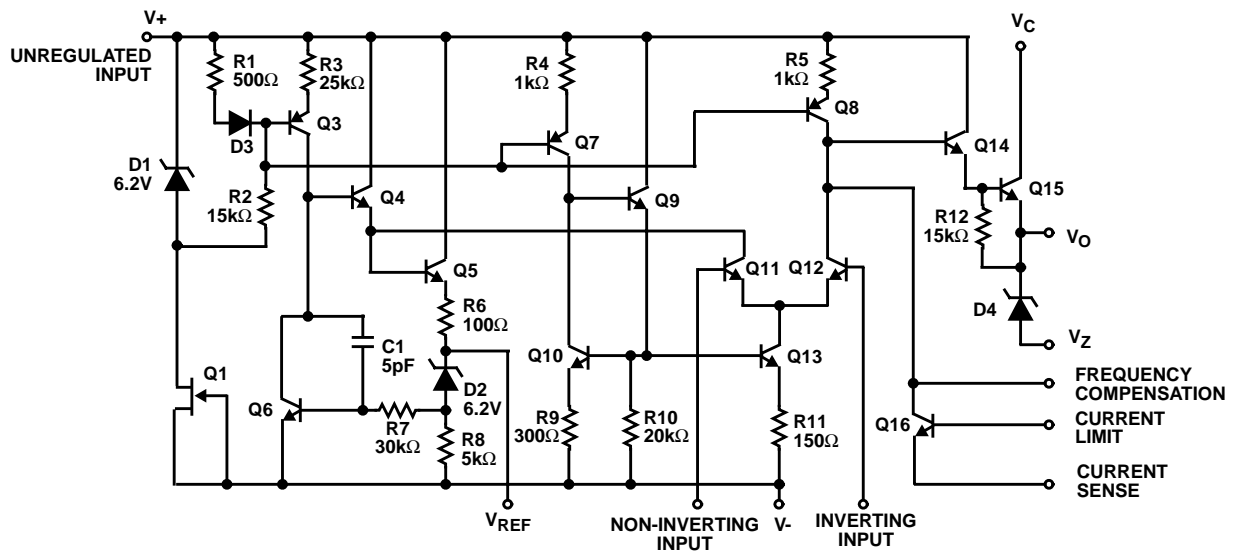 V+
UNREGULATED
INPUT
R1
500Ω
R3
25kΩ
R4
1kΩ
R5
1kΩ
VC
D3
Q3
Q7
Q8
Q14
D1
6.2V
R2
15kΩ
Q4
Q9
Q15
R12
15kΩ
VO
Q5
Q11
Q12
R6
100Ω
D4
C1
5pF
Q10
Q13
VZ
Q1
D2
6.2V
FREQUENCY
COMPENSATION
Q6
R7
30kΩ
R8
5kΩ
R9
300Ω
R10
20kΩ
R11
150Ω
Q16
CURRENT
LIMIT
CURRENT
SENSE
VREF
NON-INVERTING
INPUT
V-
INVERTING
INPUT